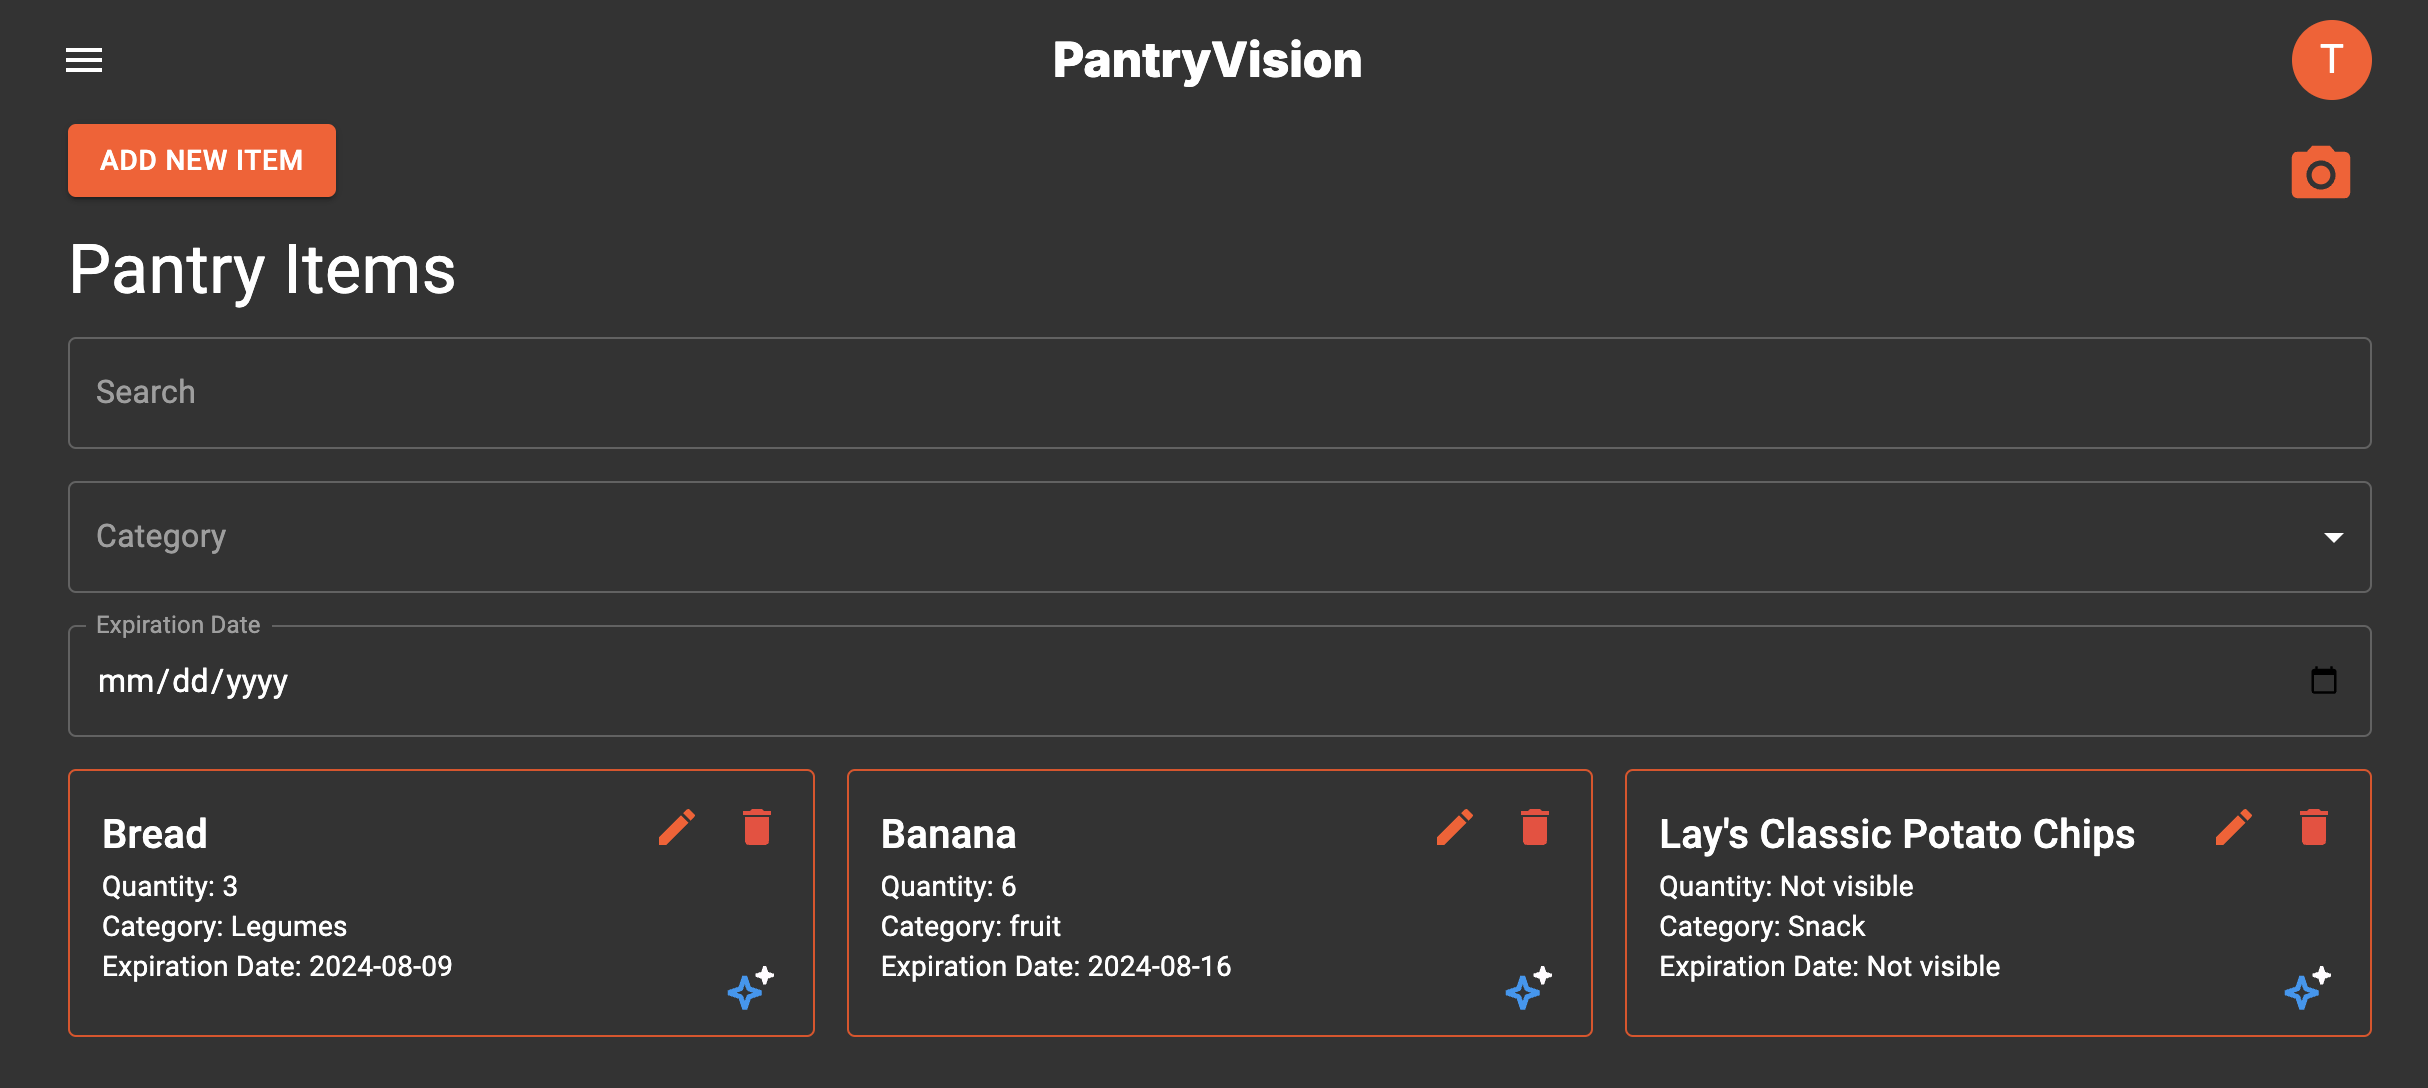 PantryVision
T
ADD NEW ITEM
Pantry Items
Search
Category
Expiration Date
mm/dd/yyyy
Bread
Quantity: 3
Category: Legumes
Expiration Date: 2024-08-09
Banana
Quantity: 6
Category: fruit
Expiration Date: 2024-08-16
Lay's Classic Potato Chips
Quantity: Not visible
Category: Snack
Expiration Date: Not visible